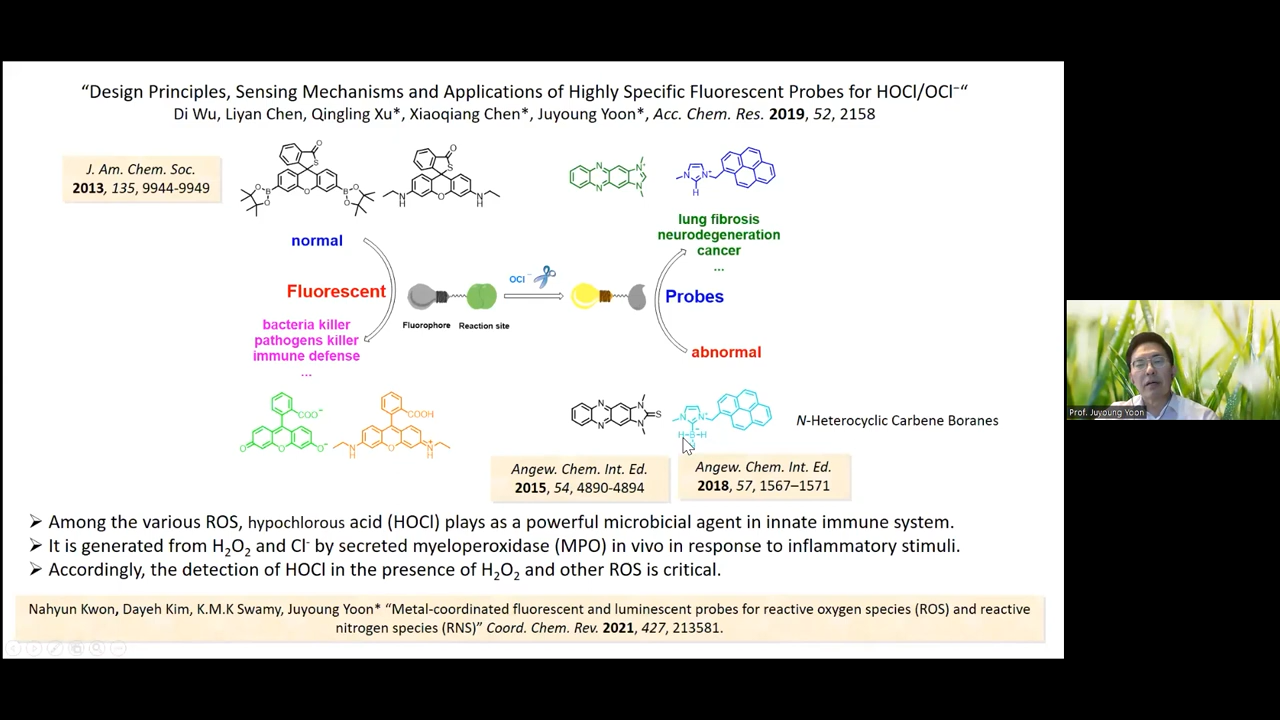 “Design Principles, Sensing Mechanisms and Applications of Highly Specific Fluorescent Probes for HOCl/OCl⁻“
Di Wu, Liyan Chen, Qingling Xu*, Xiaoqiang Chen*, Juyoung Yoon*, Acc. Chem. Res. 2019, 52, 2158
J. Am. Chem. Soc.
2013, 135, 9944-9949
normal
Fluorescent
bacteria killer
pathogens killer
immune defense
...
Fluorophore
Reaction site
OCl⁻
lung fibrosis
neurodegeneration
cancer
...
Probes
abnormal
N-Heterocyclic Carbene Boranes
Angew. Chem. Int. Ed.
2015, 54, 4890-4894
Angew. Chem. Int. Ed.
2018, 57, 1567–1571
➢ Among the various ROS, hypochlorous acid (HOCl) plays as a powerful microbicial agent in innate immune system.
➢ It is generated from H₂O₂ and Cl⁻ by secreted myeloperoxidase (MPO) in vivo in response to inflammatory stimuli.
➢ Accordingly, the detection of HOCl in the presence of H₂O₂ and other ROS is critical.
Nahyun Kwon, Dayeh Kim, K.M.K Swamy, Juyoung Yoon* “Metal-coordinated fluorescent and luminescent probes for reactive oxygen species (ROS) and reactive
nitrogen species (RNS)” Coord. Chem. Rev. 2021, 427, 213581.
Prof. Juyoung Yoon